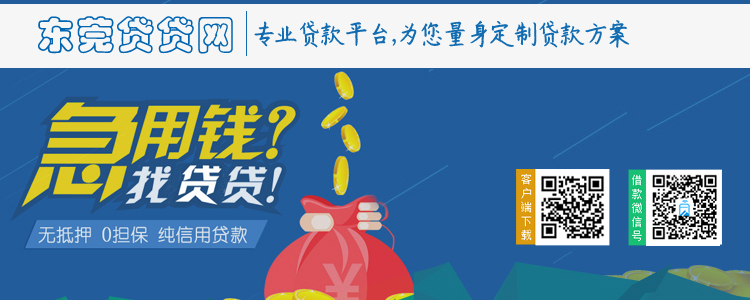 东莞贷贷网
专业贷款平台,为您量身定制贷款方案
急用钱?
找贷贷!
无抵押 0担保 纯信用贷款
客户端下载
借款微信号
¥